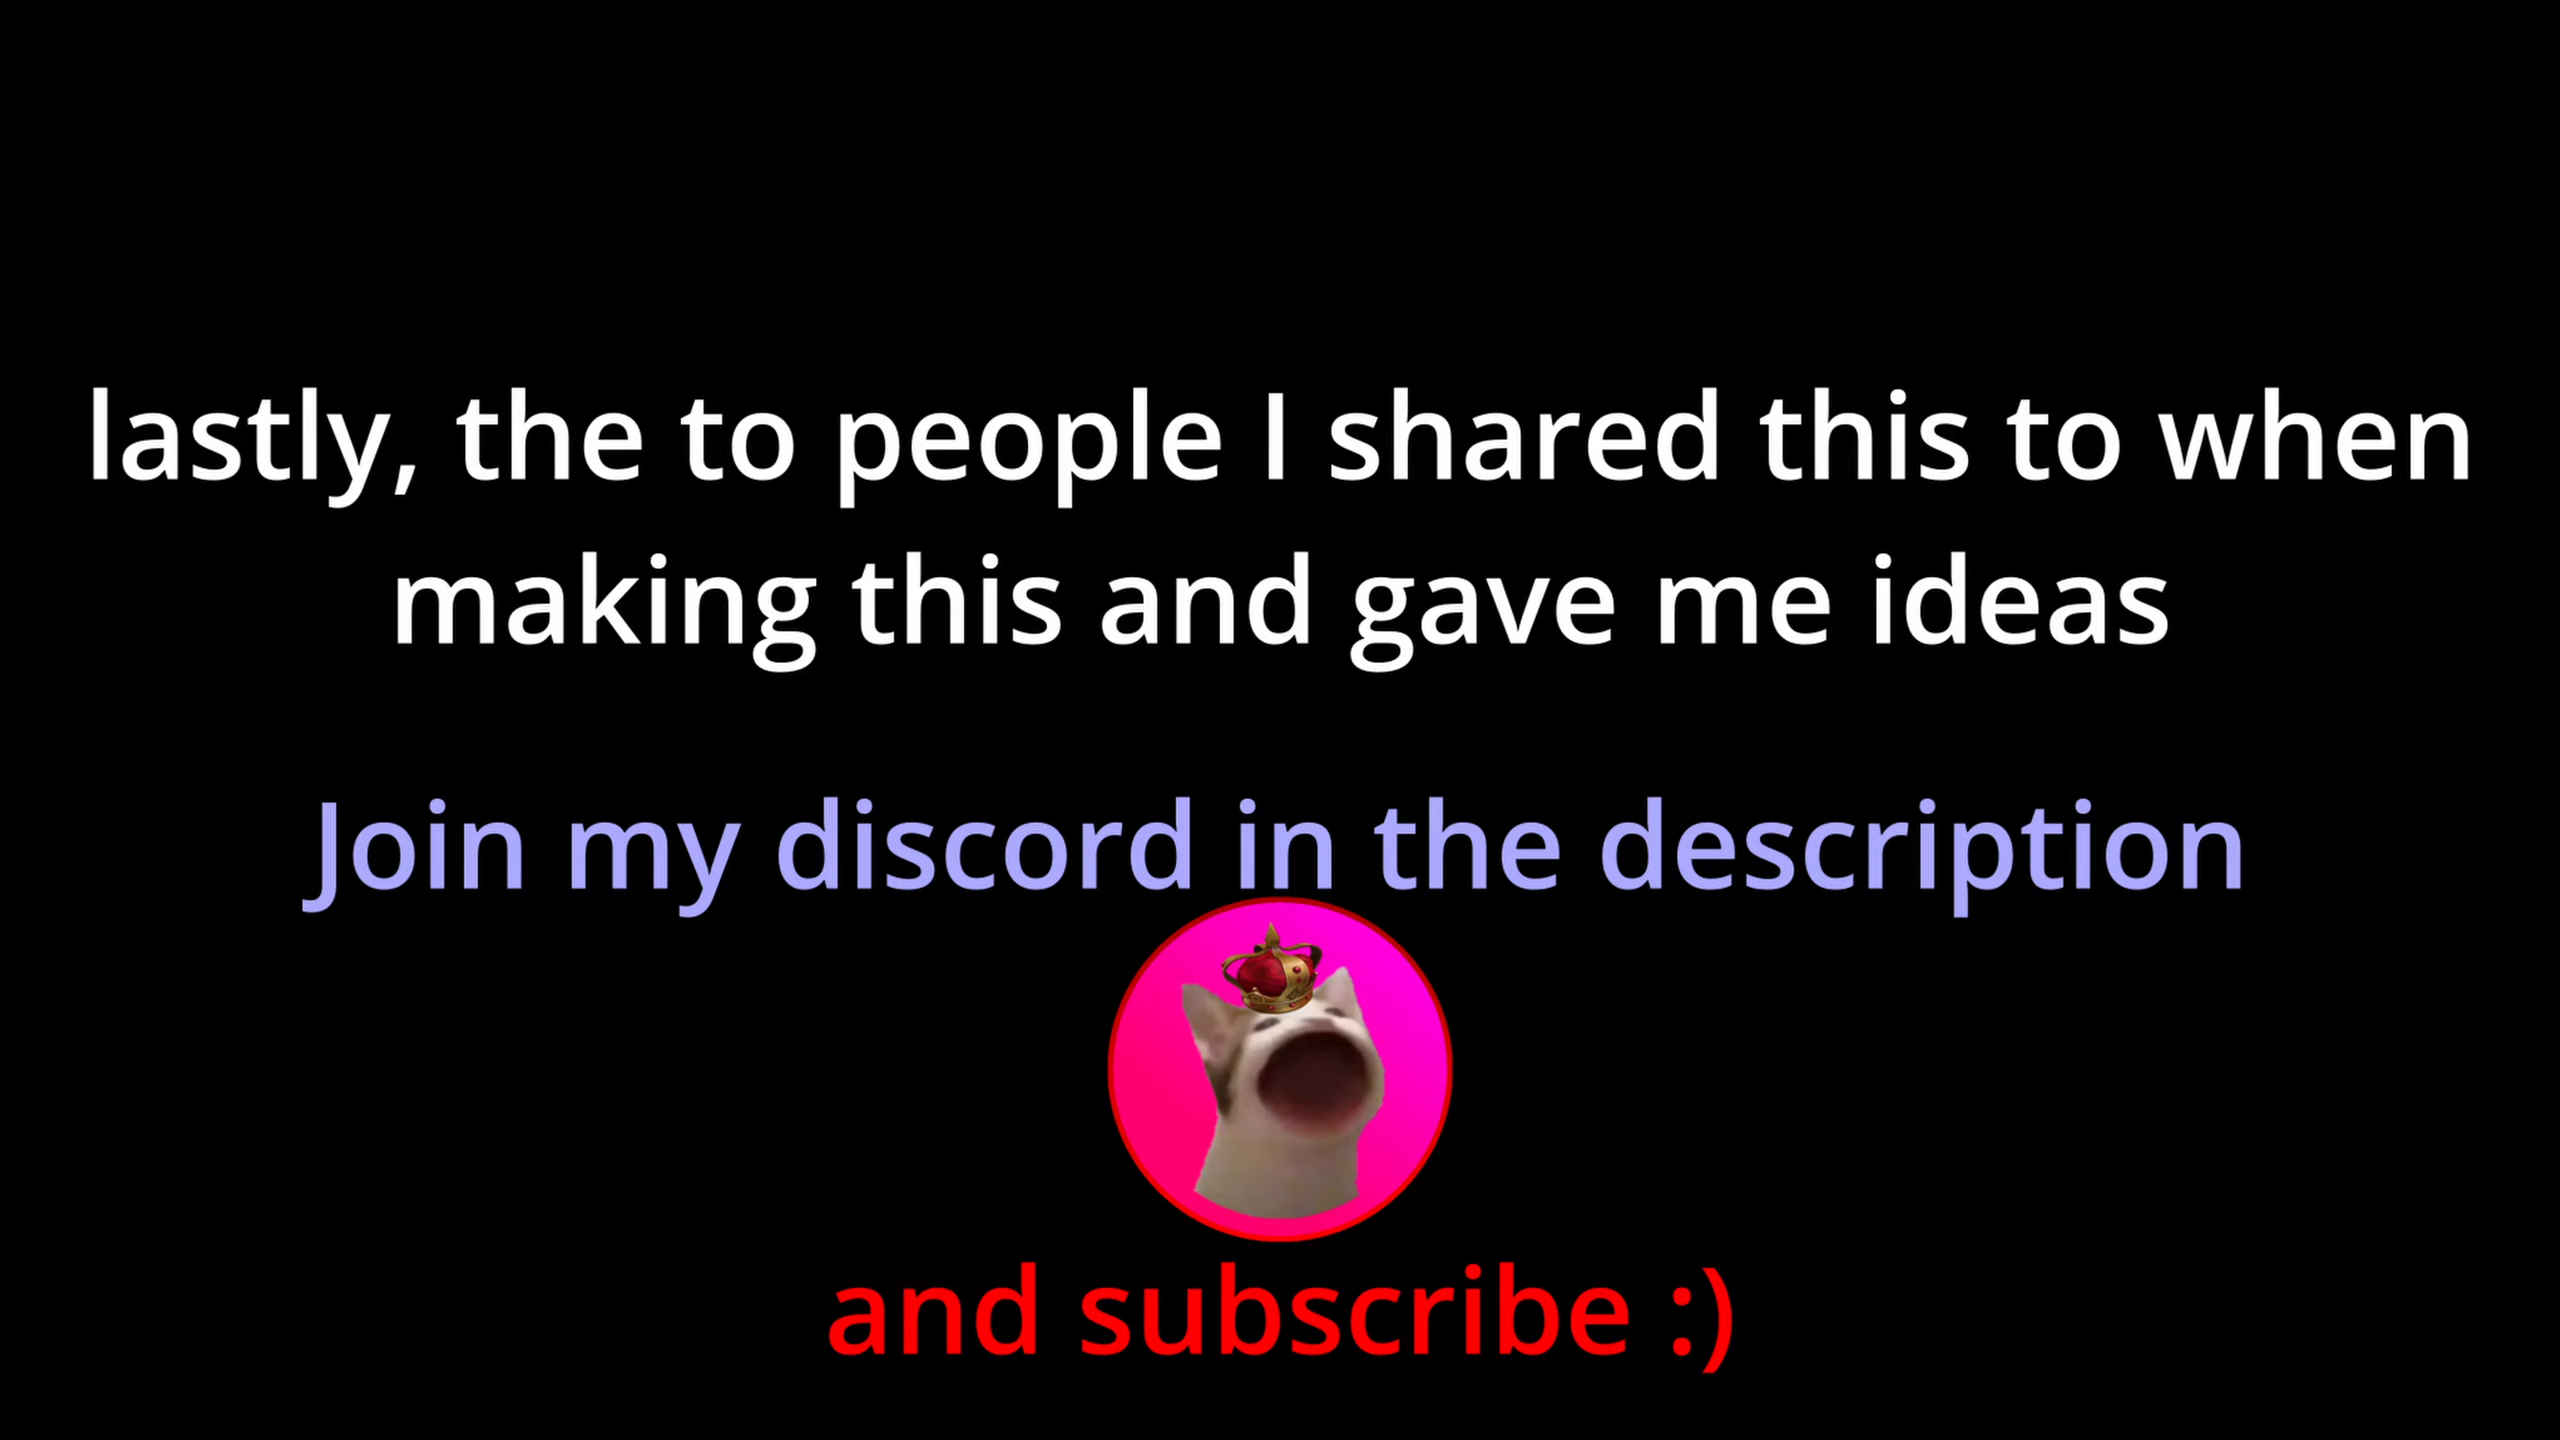 lastly, the to people I shared this to when
making this and gave me ideas
Join my discord in the description
and subscribe :)